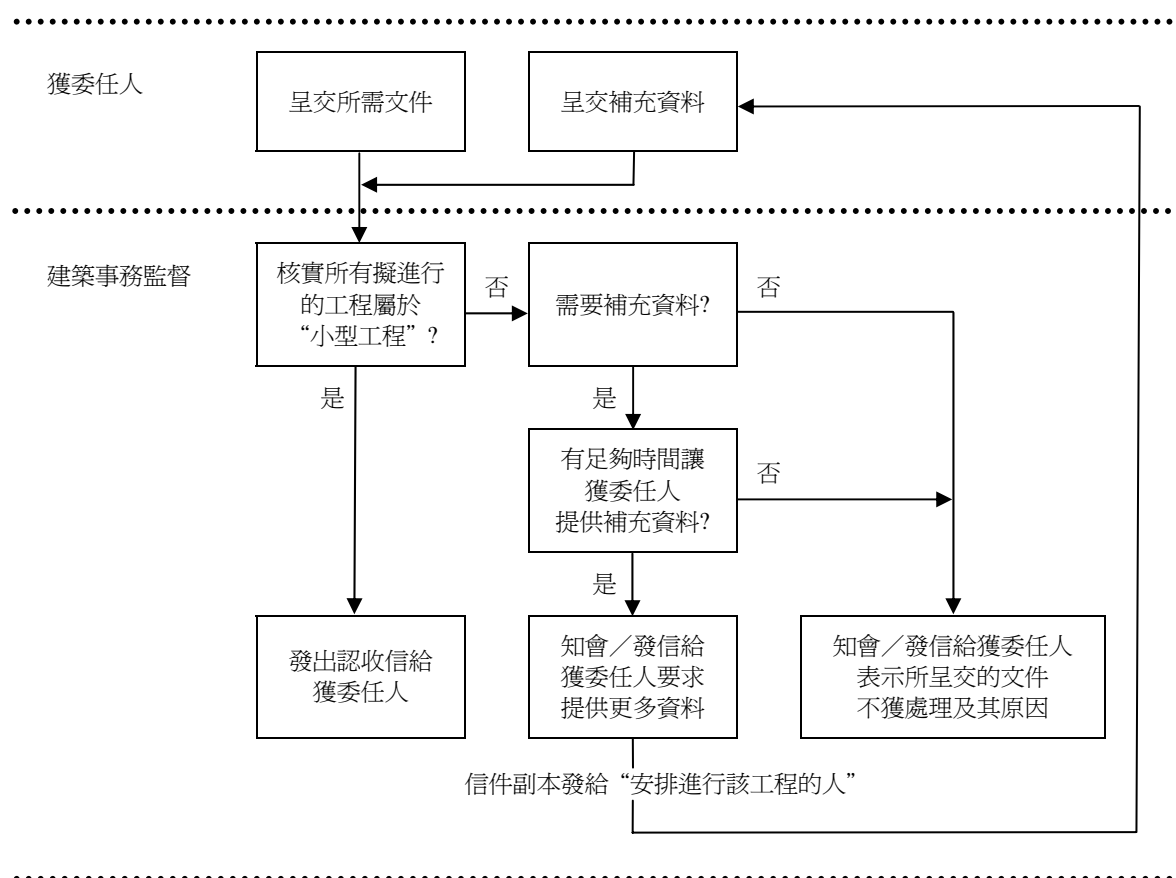 獲委任人
呈交所需文件
呈交補充資料
建築事務監督
核實所有擬進行
的工程屬於
“小型工程”?
否
需要補充資料?
否
是
是
有足夠時間讓
獲委任人
提供補充資料?
否
是
發出認收信給
獲委任人
知會／發信給
獲委任人要求
提供更多資料
知會／發信給獲委任人
表示所呈交的文件
不獲處理及其原因
信件副本發給“安排進行該工程的人”